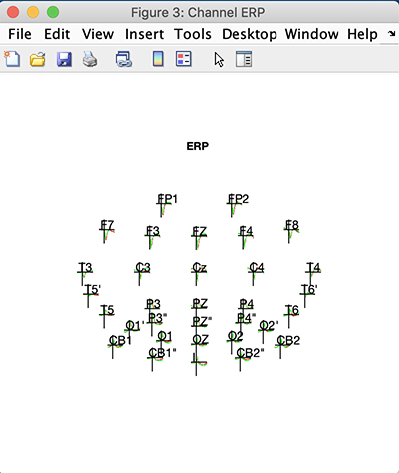 Figure 3: Channel ERP
File Edit View Insert Tools Desktop Window Help
ERP
FP1 FP2
F7 F3 FZ F4 F8
T3 C3 Cz C4 T4
T5' T6'
T5 P3 PZ P4 T6
P3" PZ" P4"
O1' O2'
CB1 O1 OZ O2 CB2
CB1" I CB2"